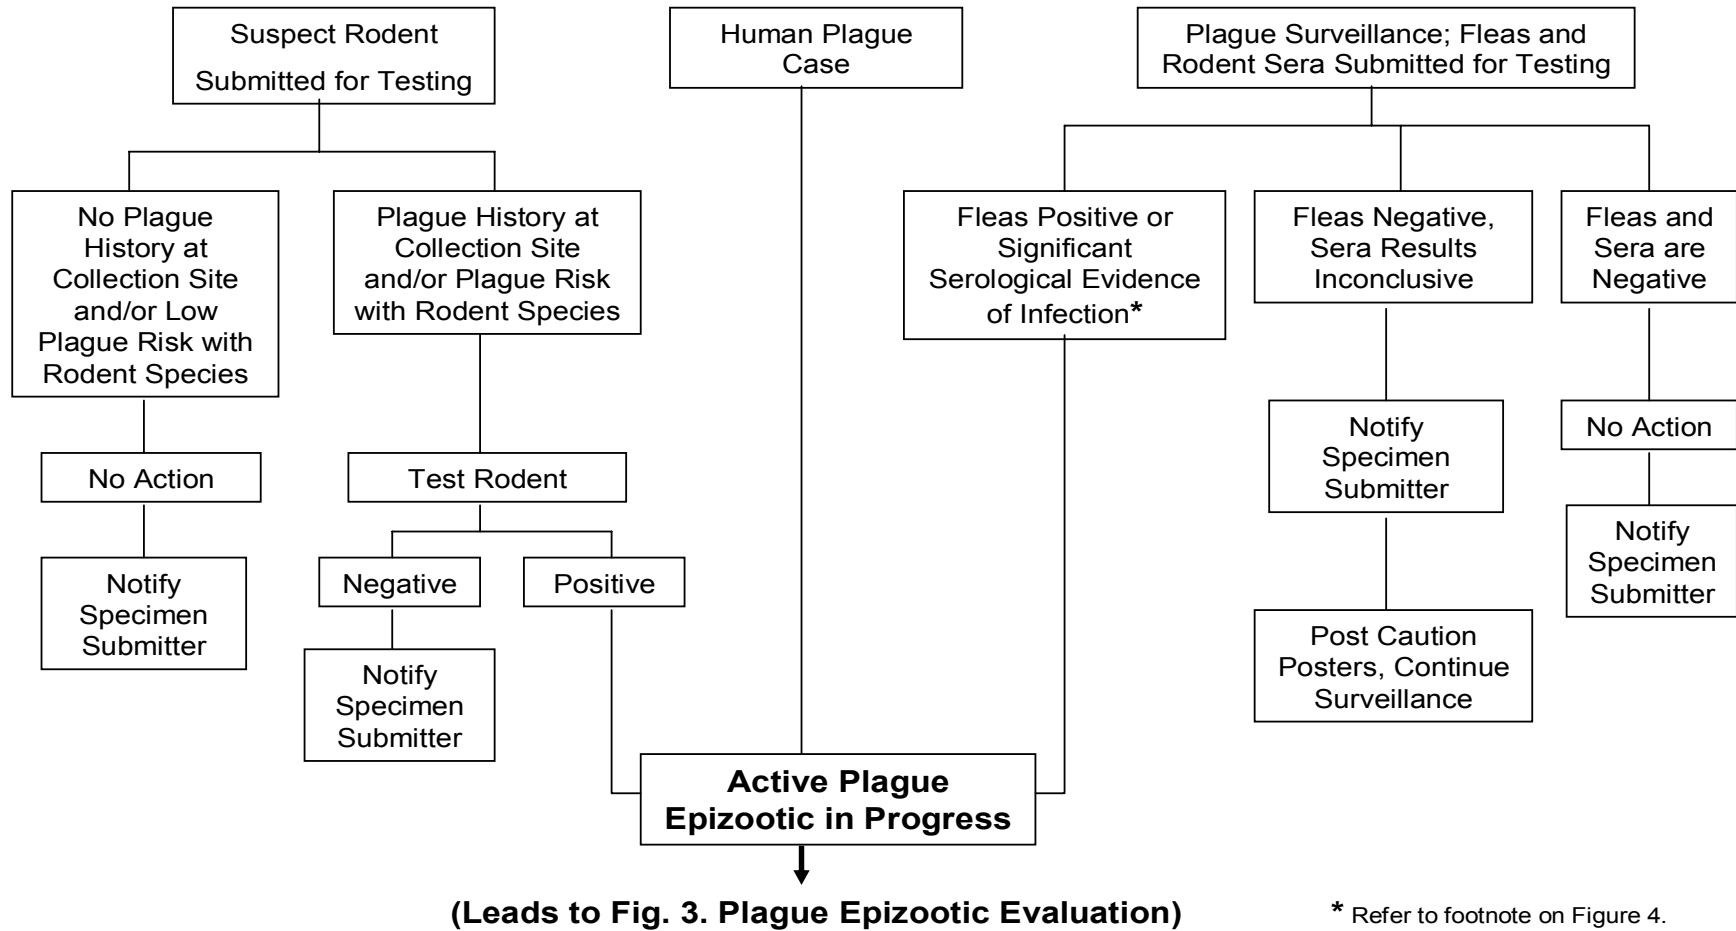 Suspect Rodent
Submitted for Testing
Human Plague
Case
Plague Surveillance; Fleas and
Rodent Sera Submitted for Testing
No Plague
History at
Collection Site
and/or Low
Plague Risk with
Rodent Species
Plague History at
Collection Site
and/or Plague Risk
with Rodent Species
Fleas Positive or
Significant
Serological Evidence
of Infection*
Fleas Negative,
Sera Results
Inconclusive
Fleas and
Sera are
Negative
No Action
Test Rodent
Notify
Specimen
Submitter
No Action
Notify
Specimen
Submitter
Negative
Positive
Notify
Specimen
Submitter
Notify
Specimen
Submitter
Post Caution
Posters, Continue
Surveillance
Active Plague
Epizootic in Progress
(Leads to Fig. 3. Plague Epizootic Evaluation)
* Refer to footnote on Figure 4.